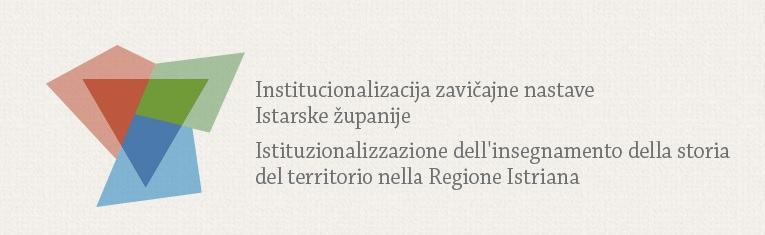 Institucionalizacija zavičajne nastave
Istarske županije
Istituzionalizzazione dell'insegnamento della storia
del territorio nella Regione Istriana